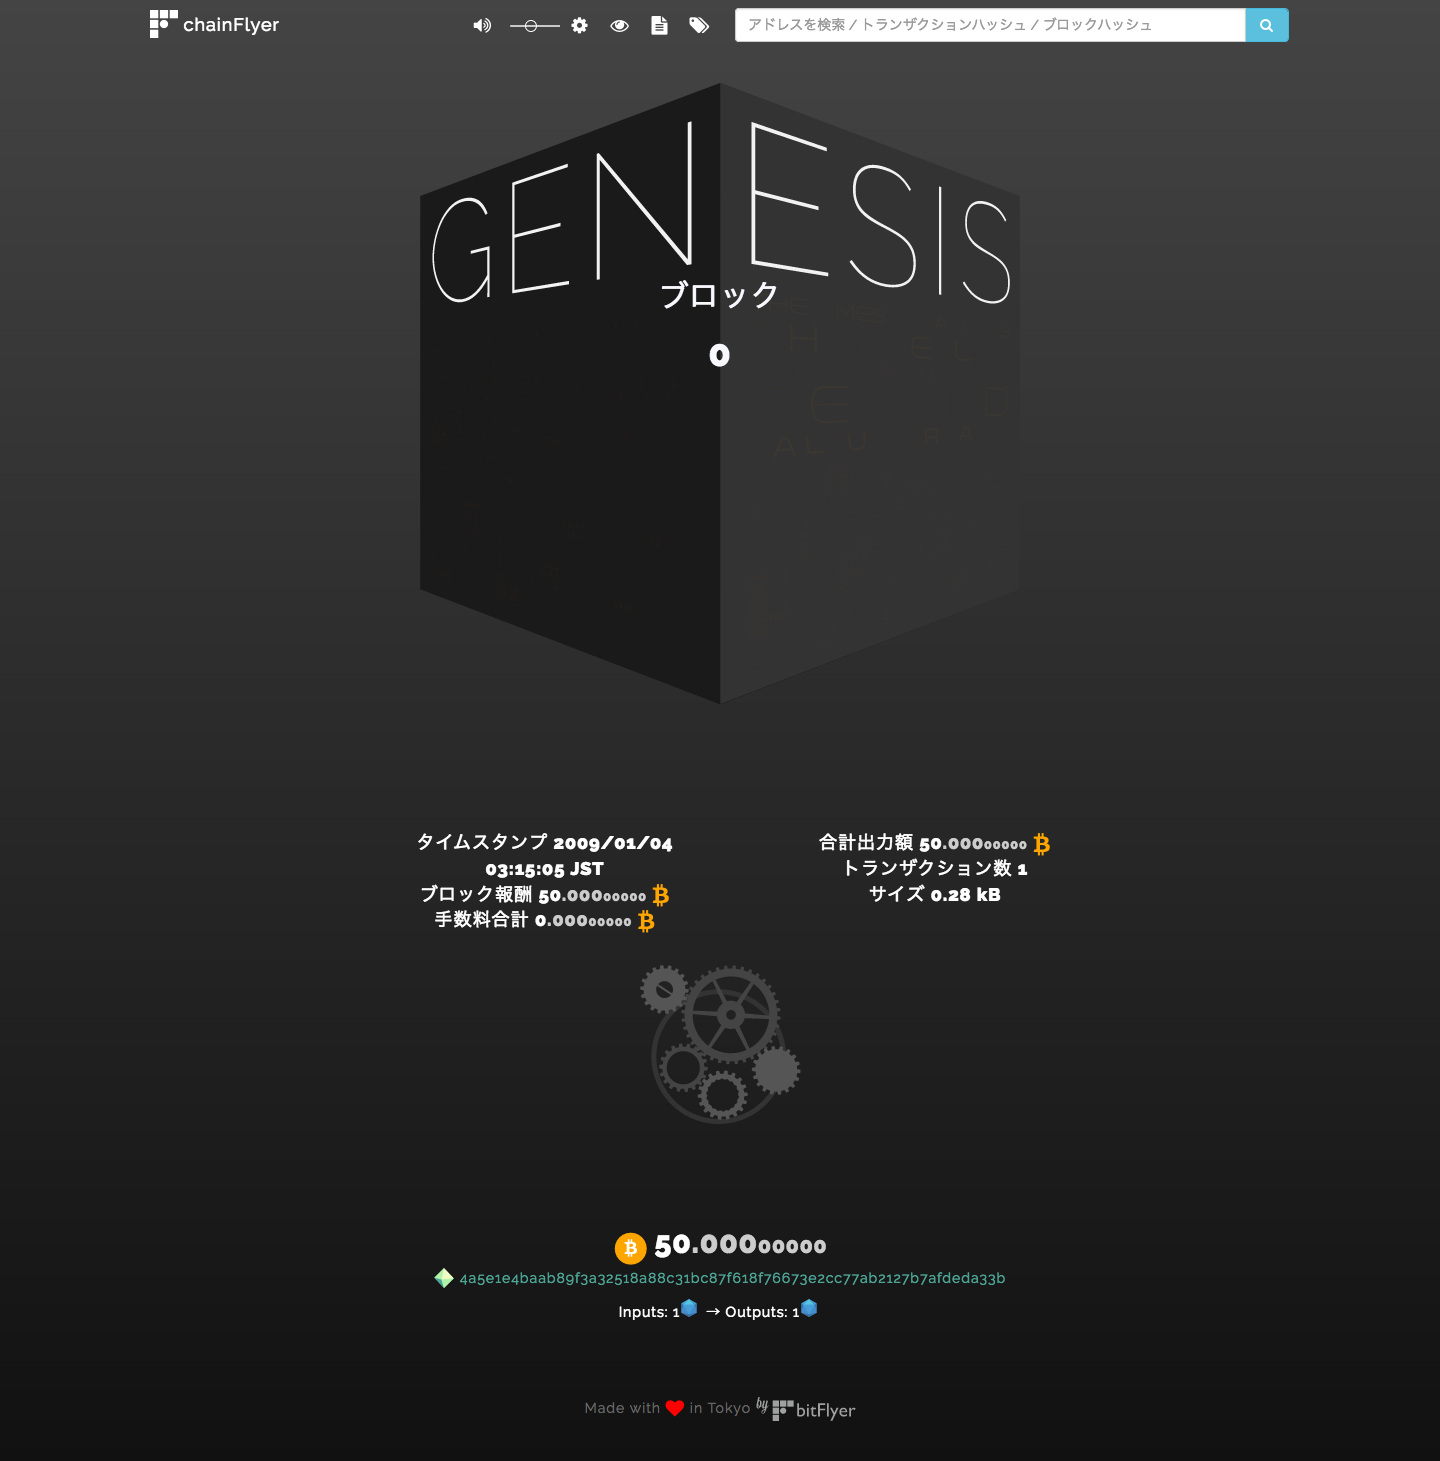 chainFlyer
アドレスを検索 / トランザクションハッシュ / ブロックハッシュ
GENESIS
ブロック
0
タイムスタンプ 2009/01/04
03:15:05 JST
ブロック報酬 50.00000000
手数料合計 0.00000000
合計出力額 50.00000000
トランザクション数 1
サイズ 0.28 kB
50.00000000
4a5e1e4baab89f3a32518a88c31bc87f618f76673e2cc77ab2127b7afdeda33b
Inputs: 1 → Outputs: 1
Made with in Tokyo by bitFlyer